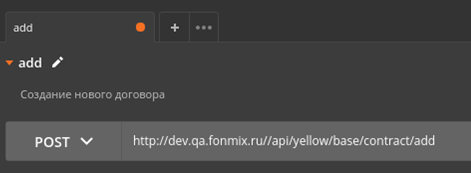 add
+ •••
add
Создание нового договора
POST http://dev.qa.fonmix.ru//api/yellow/base/contract/add